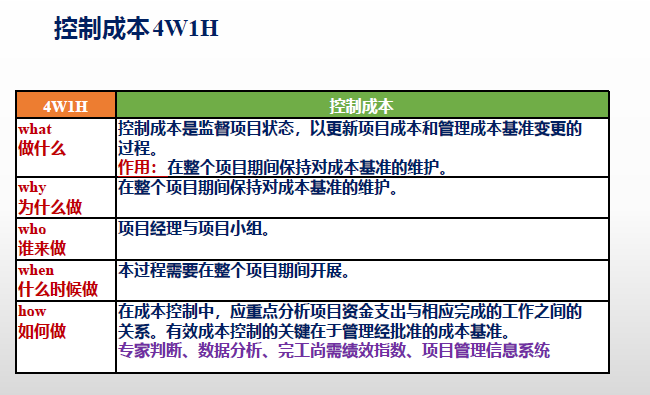 控制成本4W1H
4W1H
控制成本
what
做什么
控制成本是监督项目状态，以更新项目成本和管理成本基准变更的
过程。
作用：在整个项目期间保持对成本基准的维护。
why
为什么做
在整个项目期间保持对成本基准的维护。
who
谁来做
项目经理与项目小组。
when
什么时候做
本过程需要在整个项目期间开展。
how
如何做
在成本控制中，应重点分析项目资金支出与相应完成的工作之间的
关系。有效成本控制的关键在于管理经批准的成本基准。
专家判断、数据分析、完工尚需绩效指数、项目管理信息系统